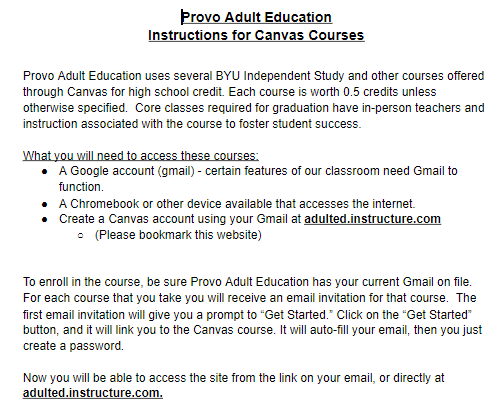 Provo Adult Education
Instructions for Canvas Courses
Provo Adult Education uses several BYU Independent Study and other courses offered
through Canvas for high school credit. Each course is worth 0.5 credits unless
otherwise specified.  Core classes required for graduation have in-person teachers and
instruction associated with the course to foster student success.
What you will need to access these courses:
● A Google account (gmail) - certain features of our classroom need Gmail to
function.
● A Chromebook or other device available that accesses the internet.
● Create a Canvas account using your Gmail at adulted.instructure.com
○ (Please bookmark this website)
To enroll in the course, be sure Provo Adult Education has your current Gmail on file.
For each course that you take you will receive an email invitation for that course.  The
first email invitation will give you a prompt to “Get Started.” Click on the “Get Started”
button, and it will link you to the Canvas course. It will auto-fill your email, then you just
create a password.
Now you will be able to access the site from the link on your email, or directly at
adulted.instructure.com.